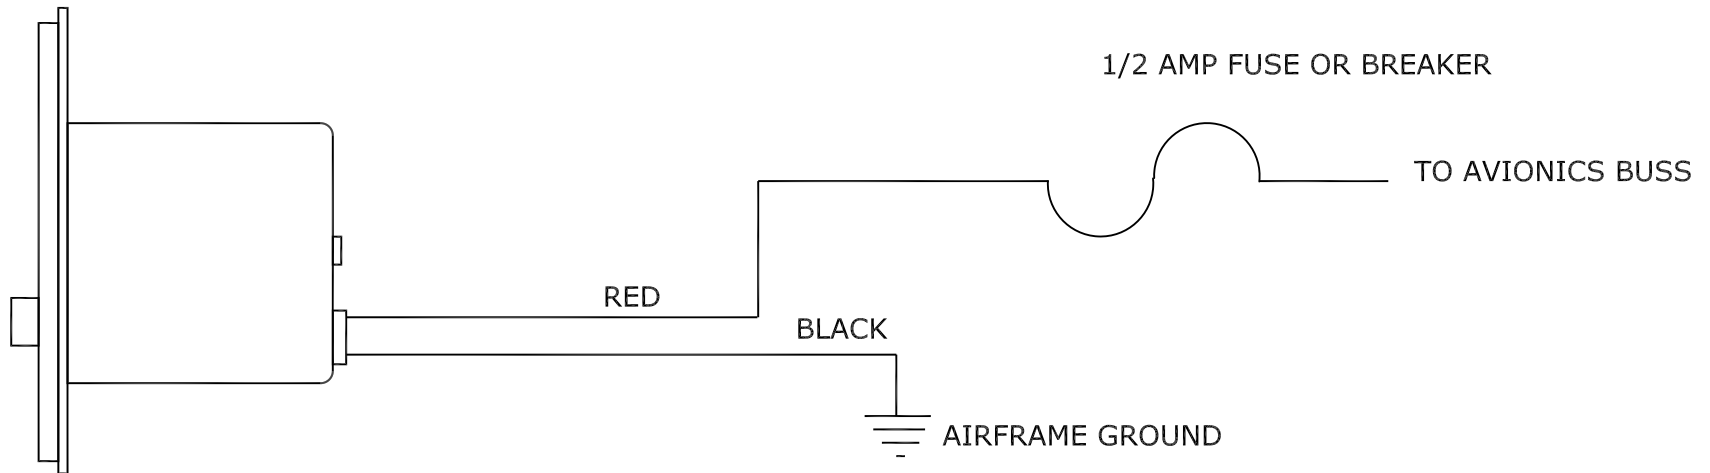 1/2 AMP FUSE OR BREAKER
TO AVIONICS BUSS
RED
BLACK
AIRFRAME GROUND